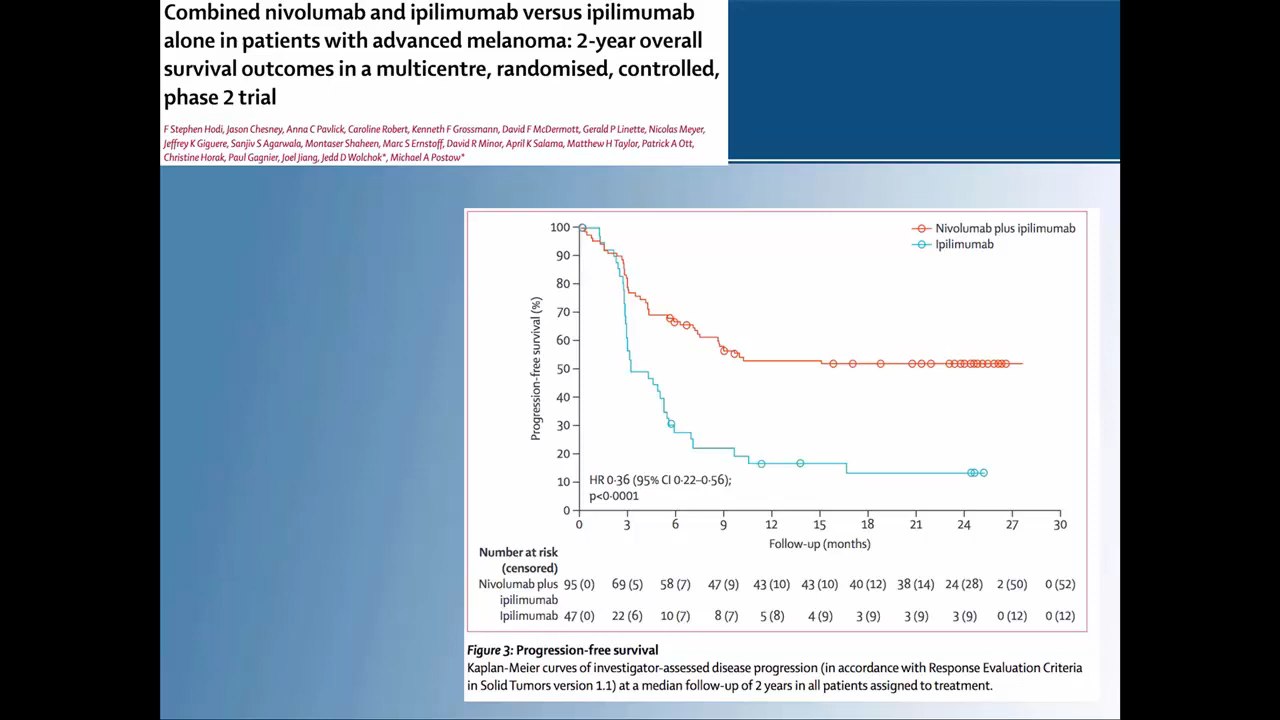 Combined nivolumab and ipilimumab versus ipilimumab
alone in patients with advanced melanoma: 2-year overall
survival outcomes in a multicentre, randomised, controlled,
phase 2 trial
F Stephen Hodi, Jason Chesney, Anna C Pavlick, Caroline Robert, Kenneth F Grossmann, David F McDermott, Gerald P Linette, Nicolas Meyer,
Jeffrey K Giguere, Sanjiv S Agarwala, Montaser Shaheen, Marc S Ernstoff, David R Minor, April K Salama, Matthew H Taylor, Patrick A Ott,
Christine Horak, Paul Gagnier, Joel Jiang, Jedd D Wolchok*, Michael A Postow*
Nivolumab plus ipilimumab
Ipilimumab
Progression-free survival (%)
100
90
80
70
60
50
40
30
20
10
0
HR 0·36 (95% CI 0·22–0·56);
p<0·0001
0 3 6 9 12 15 18 21 24 27 30
Follow-up (months)
Number at risk
(censored)
Nivolumab plus 95 (0) 69 (5) 58 (7) 47 (9) 43 (10) 43 (10) 40 (12) 38 (14) 24 (28) 2 (50) 0 (52)
ipilimumab
Ipilimumab 47 (0) 22 (6) 10 (7) 8 (7) 5 (8) 4 (9) 3 (9) 3 (9) 3 (9) 0 (12) 0 (12)
Figure 3: Progression-free survival
Kaplan-Meier curves of investigator-assessed disease progression (in accordance with Response Evaluation Criteria
in Solid Tumors version 1.1) at a median follow-up of 2 years in all patients assigned to treatment.